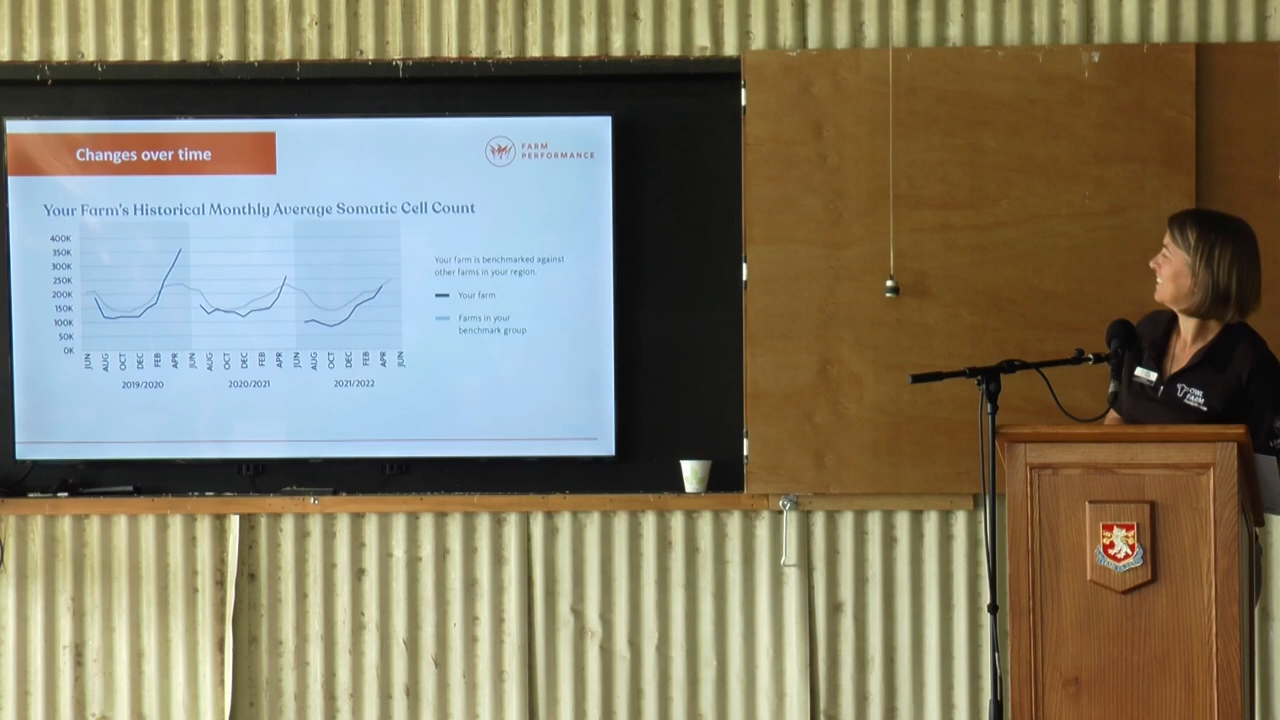 Changes over time
FARM
PERFORMANCE
Your Farm's Historical Monthly Average Somatic Cell Count
400K
350K
300K
250K
200K
150K
100K
50K
0K
JUN AUG OCT DEC FEB APR JUN AUG OCT DEC FEB APR JUN AUG OCT DEC FEB APR JUN
2019/2020 2020/2021 2021/2022
Your farm is benchmarked against
other farms in your region.
Your farm
Farms in your
benchmark group
OWL
FARM